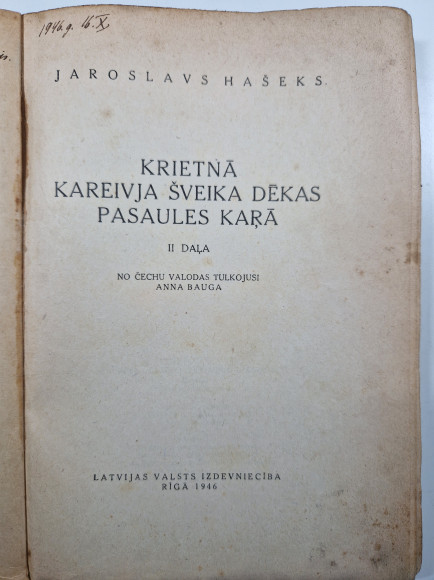 1946.g. 16.X.
is.
JAROSLAVS HAŠEKS
KRIETNĀ
KAREIVJA ŠVEIKA DĒKAS
PASAULES KAŖĀ
II DAĻA
NO ČECHU VALODAS TULKOJUSI
ANNA BAUGA
LATVIJAS VALSTS IZDEVNIECĪBA
RĪGĀ 1946